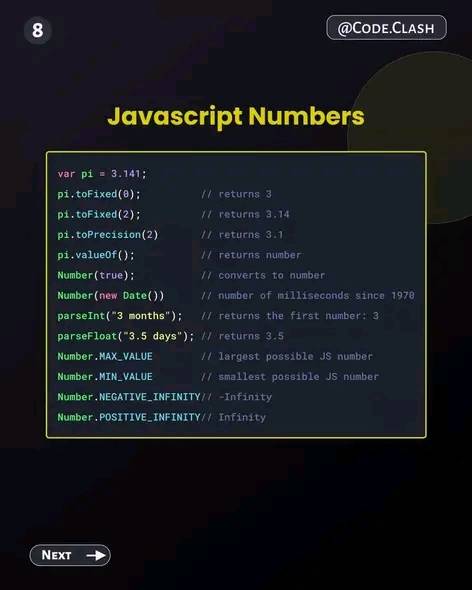 8
@Code.Clash
Javascript Numbers
var pi = 3.141;
pi.toFixed(0); // returns 3
pi.toFixed(2); // returns 3.14
pi.toPrecision(2) // returns 3.1
pi.valueOf(); // returns number
Number(true); // converts to number
Number(new Date()) // number of milliseconds since 1970
parseInt("3 months"); // returns the first number: 3
parseFloat("3.5 days"); // returns 3.5
Number.MAX_VALUE // largest possible JS number
Number.MIN_VALUE // smallest possible JS number
Number.NEGATIVE_INFINITY// -Infinity
Number.POSITIVE_INFINITY// Infinity
Next